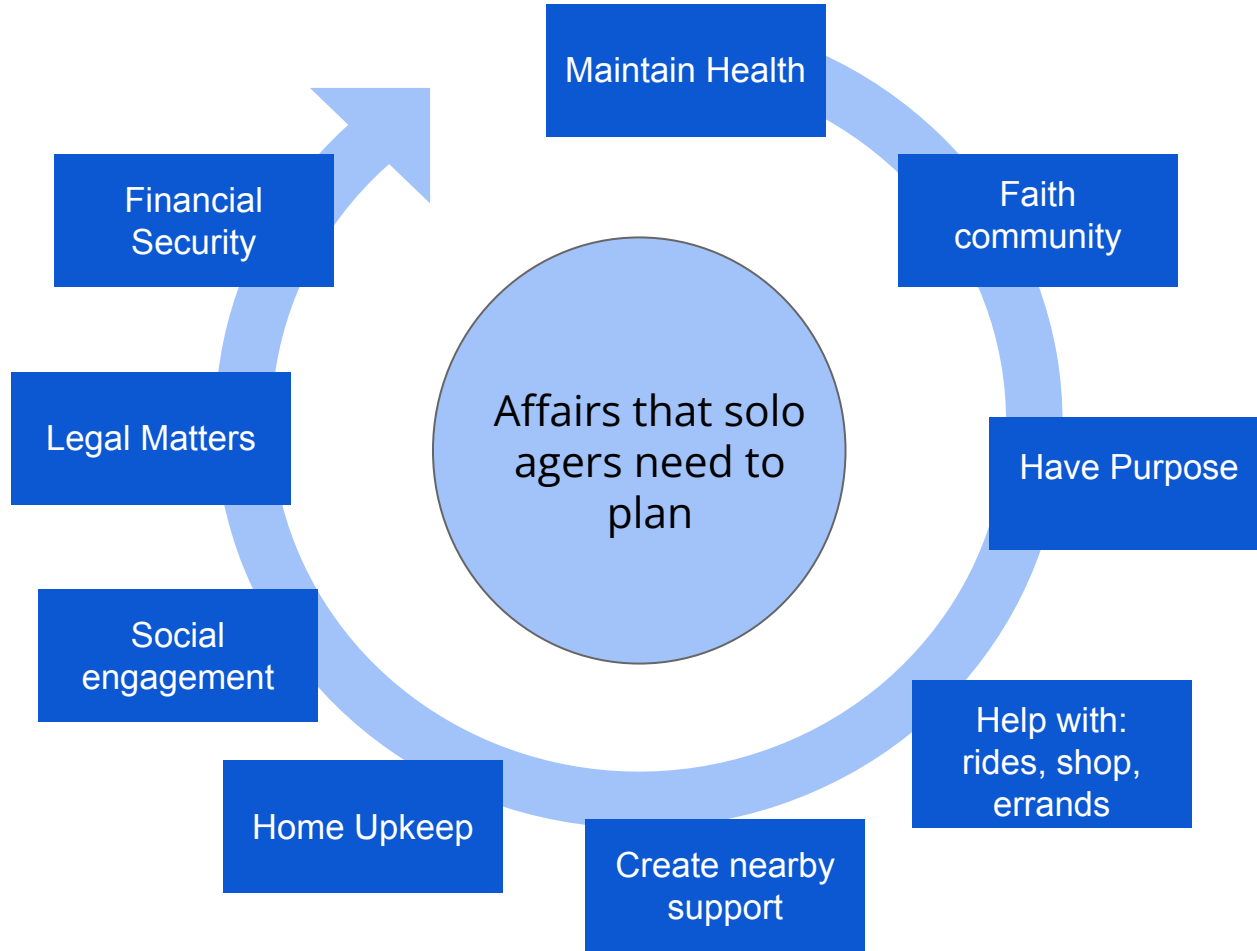 Maintain Health
Faith
community
Have Purpose
Help with:
rides, shop,
errands
Create nearby
support
Home Upkeep
Social
engagement
Legal Matters
Financial
Security
Affairs that solo
agers need to
plan